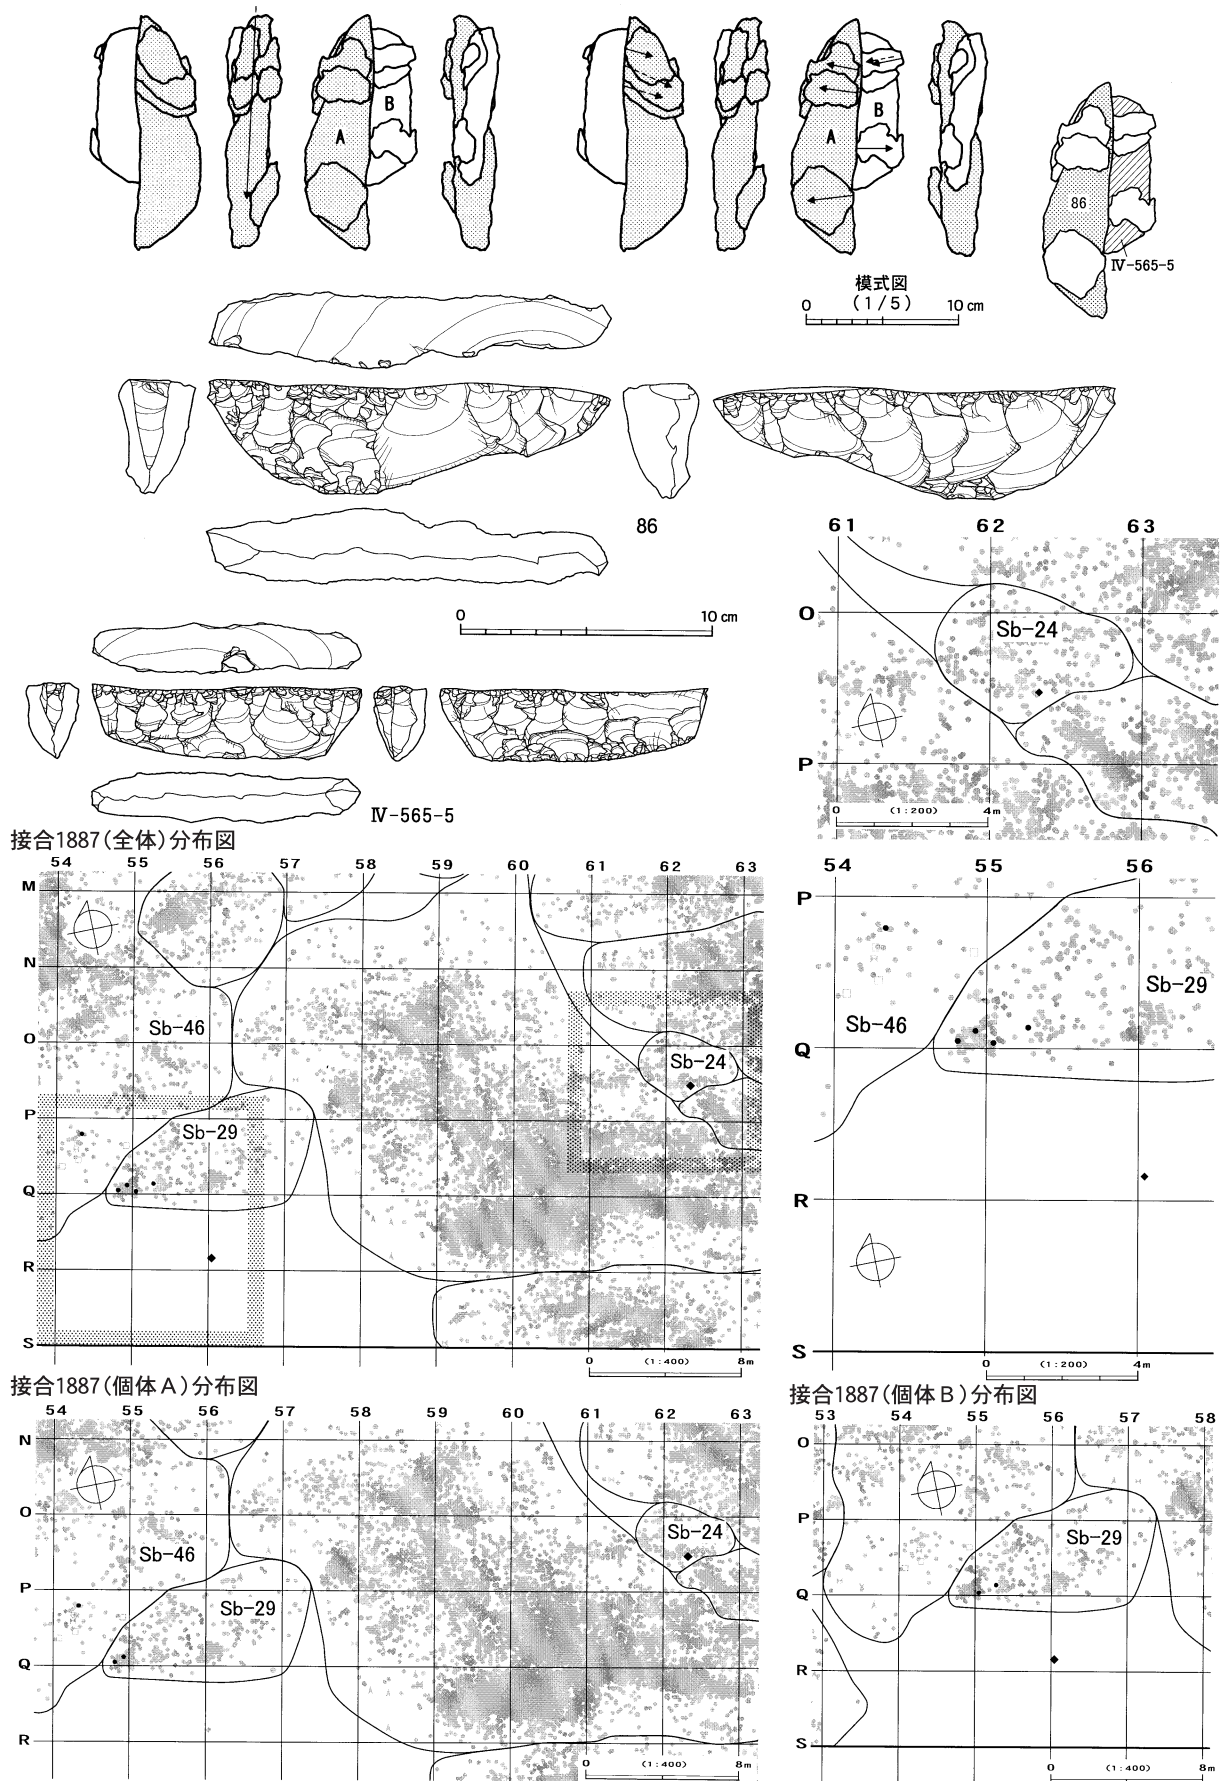 A
B
A
B
86
Ⅳ-565-5
模式図
(1/5)
0 10 cm
86
0 10 cm
Ⅳ-565-5
61 62 63
O
Sb-24
P
0 (1:200) 4m
接合1887(全体)分布図
54 55 56 57 58 59 60 61 62 63
M
N
O
P
Q
R
S
Sb-46
Sb-24
Sb-29
0 (1:400) 8m
54 55 56
P
Q
R
S
Sb-29
Sb-46
0 (1:200) 4m
接合1887(個体A)分布図
54 55 56 57 58 59 60 61 62 63
N
O
P
Q
R
Sb-24
Sb-46
Sb-29
0 (1:400) 8m
接合1887(個体B)分布図
53 54 55 56 57 58
O
P
Q
R
S
Sb-29
0 (1:400) 8m